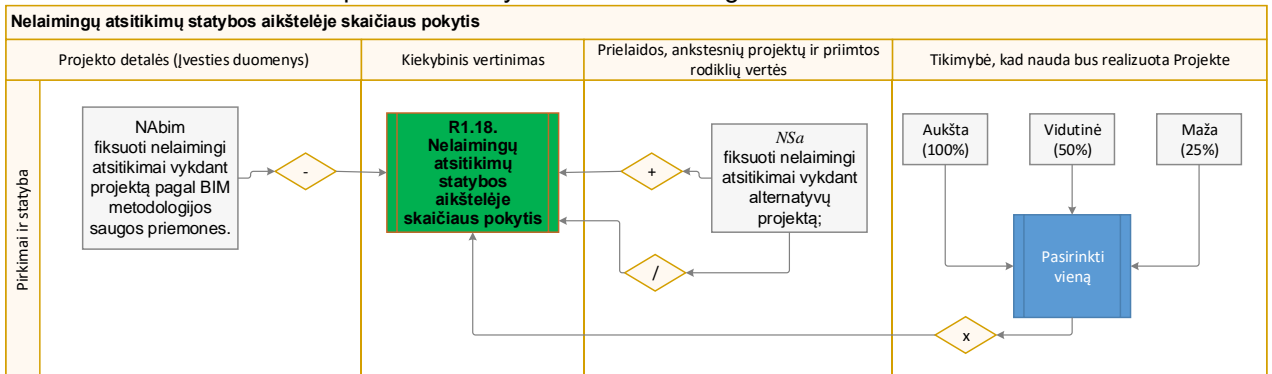 Nelaimingų atsitikimų statybos aikštelėje skaičiaus pokytis
Projekto detalės (Įvesties duomenys)
Kiekybinis vertinimas
Prielaidos, ankstesnių projektų ir priimtos
rodiklių vertės
Tikimybė, kad nauda bus realizuota Projekte
Pirkimai ir statyba
NAbim
fiksuoti nelaimingi
atsitikimai vykdant
projektą pagal BIM
metodologijos
saugos priemones.
-
R1.18.
Nelaimingų
atsitikimų
statybos
aikštelėje
skaičiaus pokytis
+
/
NSa
fiksuoti nelaimingi
atsitikimai vykdant
alternatyvų
projektą;
Aukšta
(100%)
Vidutinė
(50%)
Maža
(25%)
Pasirinkti
vieną
x